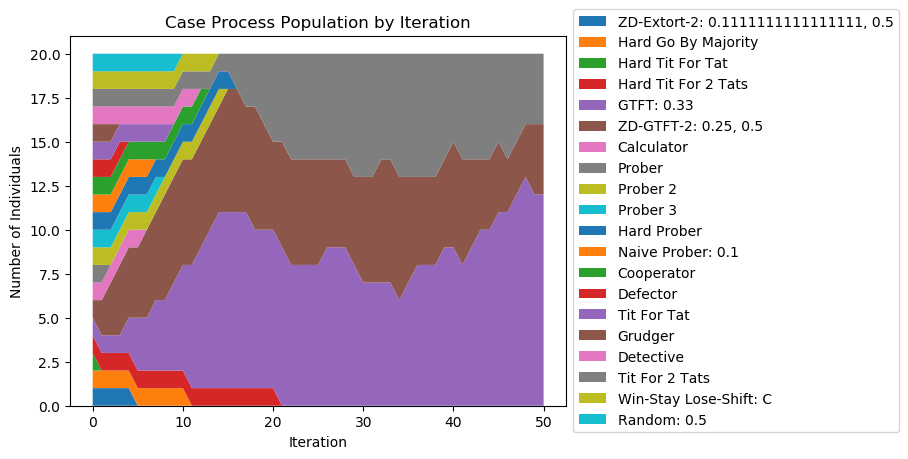 Case Process Population by Iteration
Number of Individuals
20.0
17.5
15.0
12.5
10.0
7.5
5.0
2.5
0.0
0 10 20 30 40 50
Iteration
ZD-Extort-2: 0.1111111111111111, 0.5
Hard Go By Majority
Hard Tit For Tat
Hard Tit For 2 Tats
GTFT: 0.33
ZD-GTFT-2: 0.25, 0.5
Calculator
Prober
Prober 2
Prober 3
Hard Prober
Naive Prober: 0.1
Cooperator
Defector
Tit For Tat
Grudger
Detective
Tit For 2 Tats
Win-Stay Lose-Shift: C
Random: 0.5